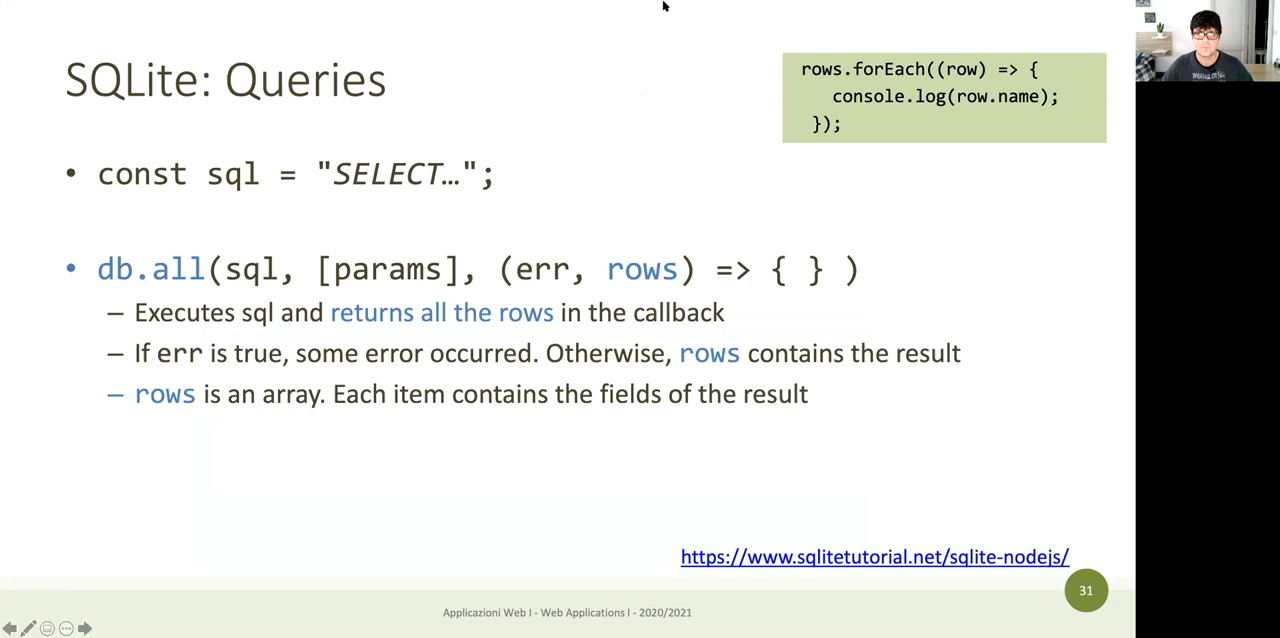 SQLite: Queries
rows.forEach((row) => {
console.log(row.name);
});
• const sql = "SELECT…";
• db.all(sql, [params], (err, rows) => { } )
– Executes sql and returns all the rows in the callback
– If err is true, some error occurred. Otherwise, rows contains the result
– rows is an array. Each item contains the fields of the result
https://www.sqlitetutorial.net/sqlite-nodejs/
31
Applicazioni Web I - Web Applications I - 2020/2021